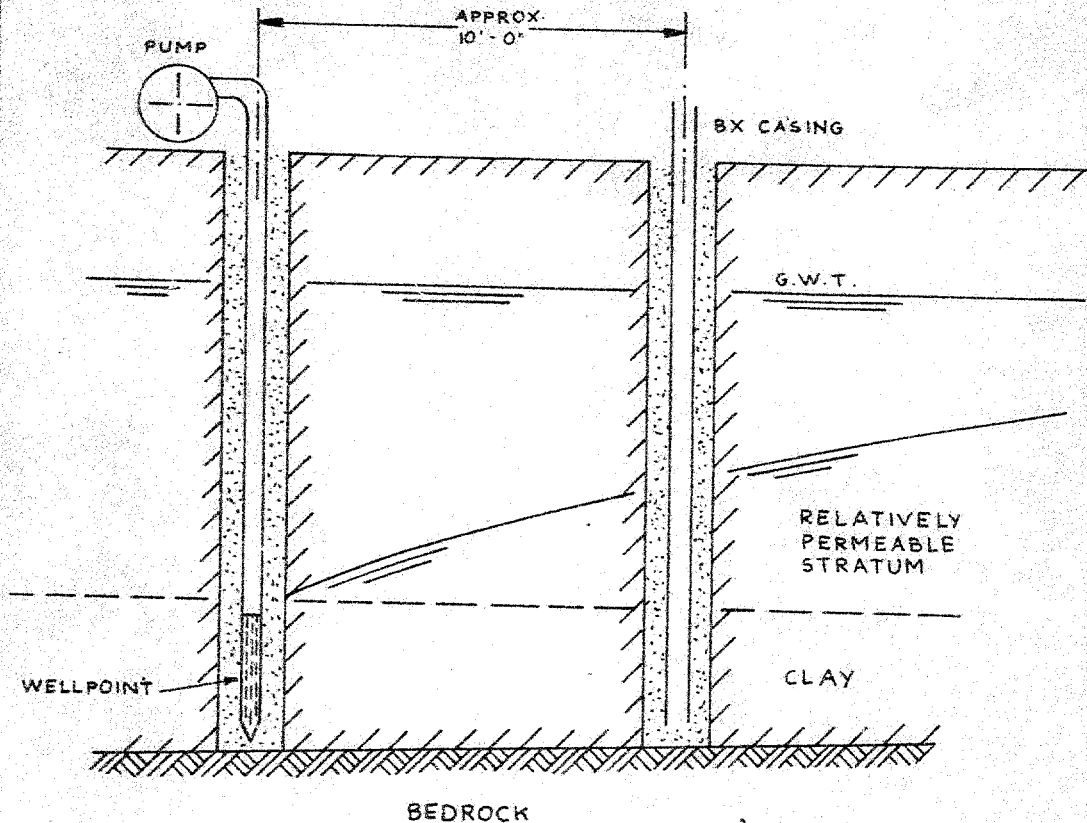 APPROX.
10'-0"
PUMP
BX CASING
G.W.T.
RELATIVELY
PERMEABLE
STRATUM
WELLPOINT
CLAY
BEDROCK